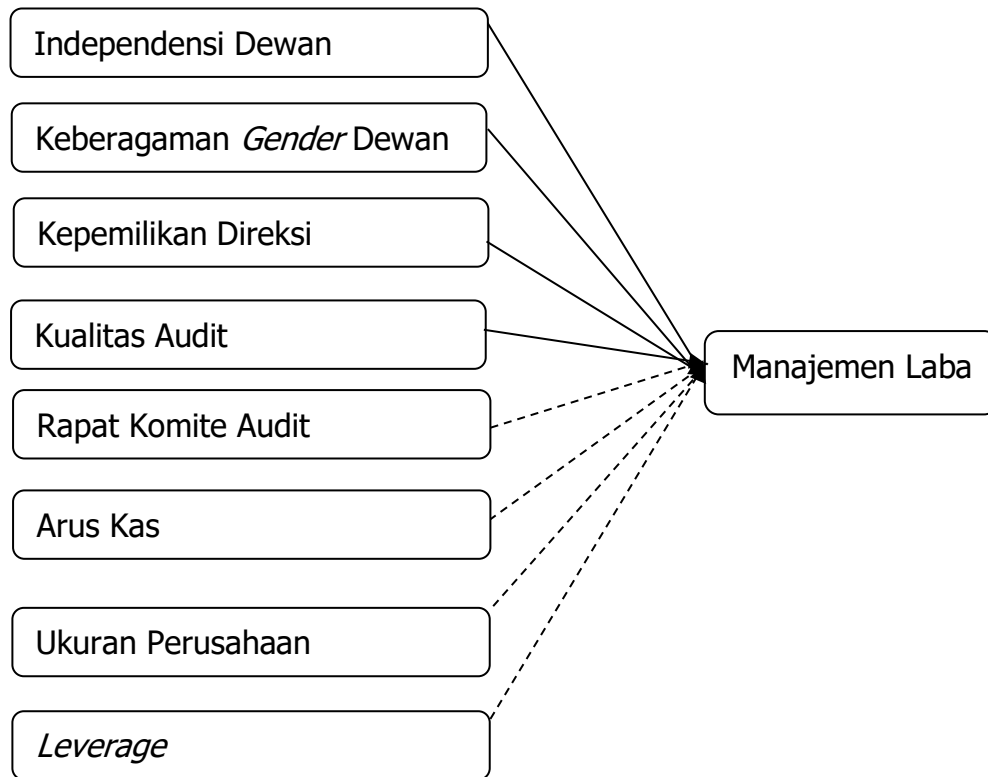 Independensi Dewan
Keberagaman Gender Dewan
Kepemilikan Direksi
Kualitas Audit
Manajemen Laba
Rapat Komite Audit
Arus Kas
Ukuran Perusahaan
Leverage